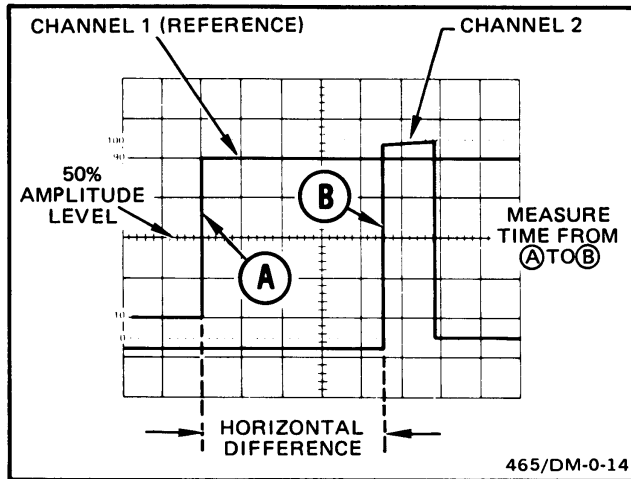 CHANNEL 1 (REFERENCE)
CHANNEL 2
100
90
50%
AMPLITUDE
LEVEL
B
MEASURE
TIME FROM
Ⓐ TO Ⓑ
A
10
0
HORIZONTAL
DIFFERENCE
465/DM-0-14